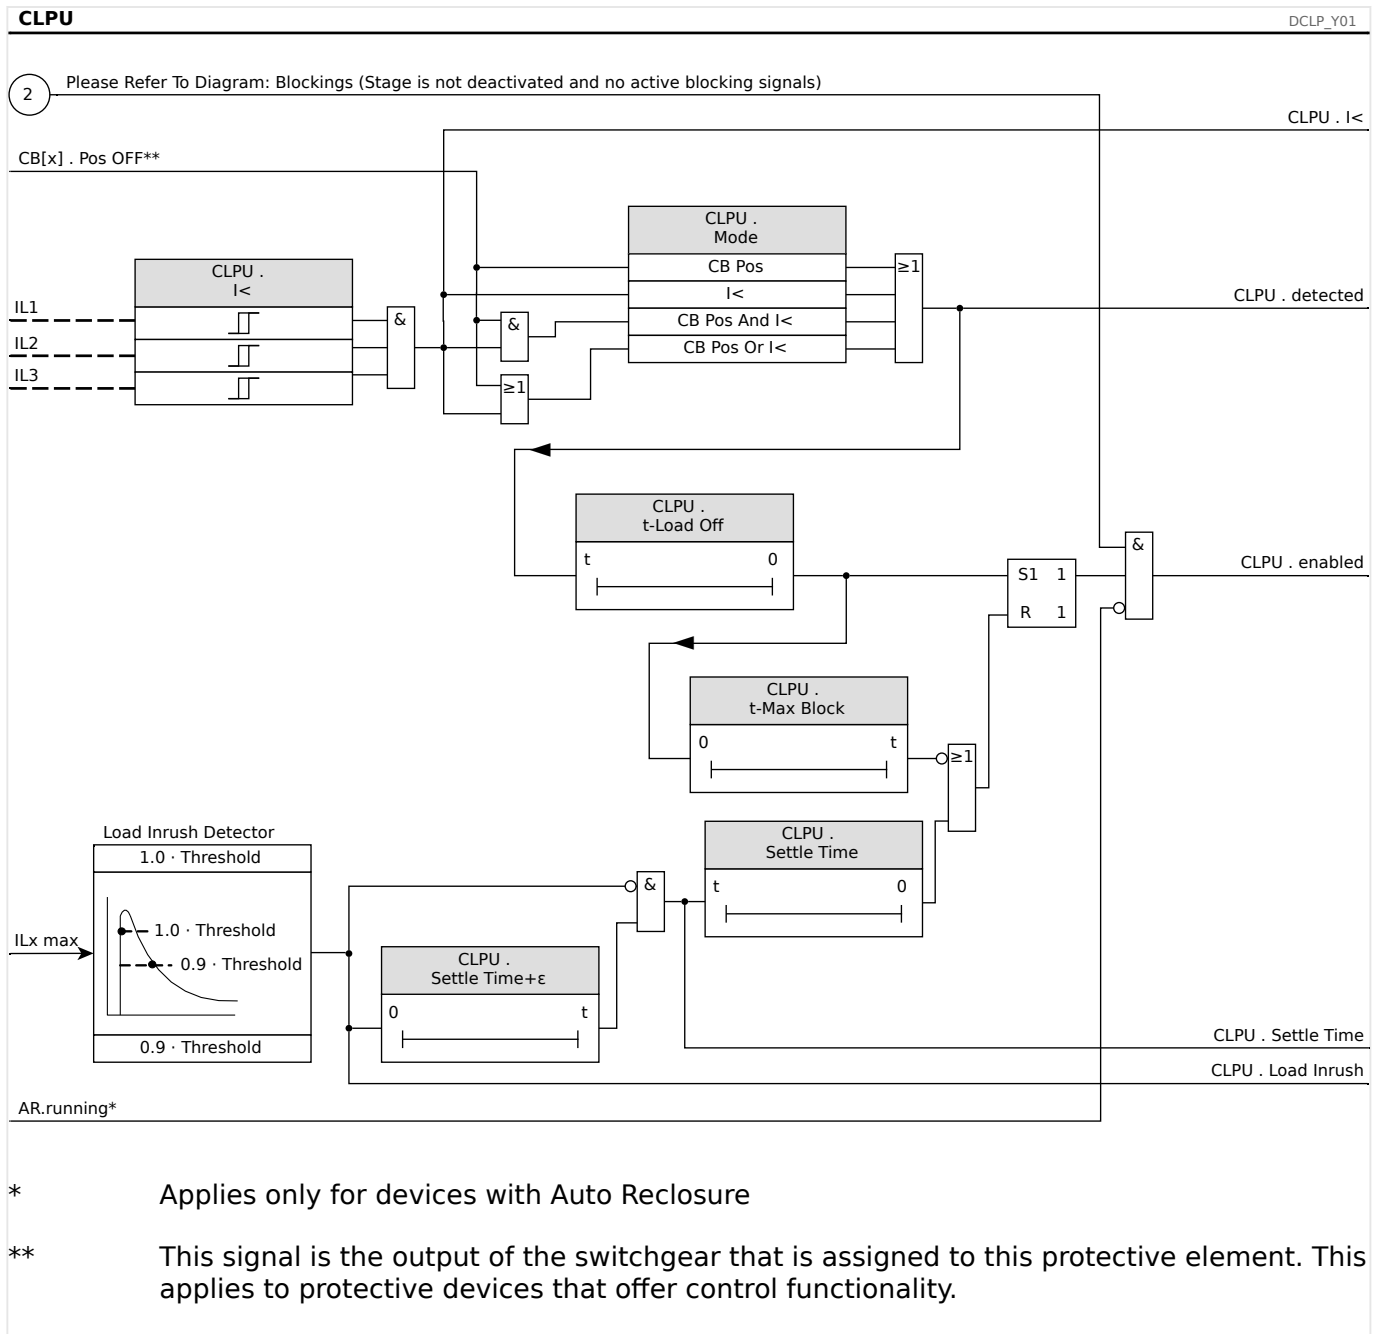 CLPU
DCLP_Y01
2
Please Refer To Diagram: Blockings (Stage is not deactivated and no active blocking signals)
CLPU . I<
CB[x] . Pos OFF**
CLPU .
Mode
CB Pos
I<
CB Pos And I<
CB Pos Or I<
≥1
CLPU . detected
CLPU .
I<
IL1
IL2
IL3
&
&
≥1
CLPU .
t-Load Off
t 0
S1 1
R 1
&
CLPU . enabled
CLPU .
t-Max Block
0 t
≥1
Load Inrush Detector
1.0 · Threshold
1.0 · Threshold
0.9 · Threshold
0.9 · Threshold
ILx max
&
CLPU .
Settle Time
t 0
CLPU .
Settle Time+ε
0 t
CLPU . Settle Time
CLPU . Load Inrush
AR.running*
* Applies only for devices with Auto Reclosure
** This signal is the output of the switchgear that is assigned to this protective element. This
applies to protective devices that offer control functionality.